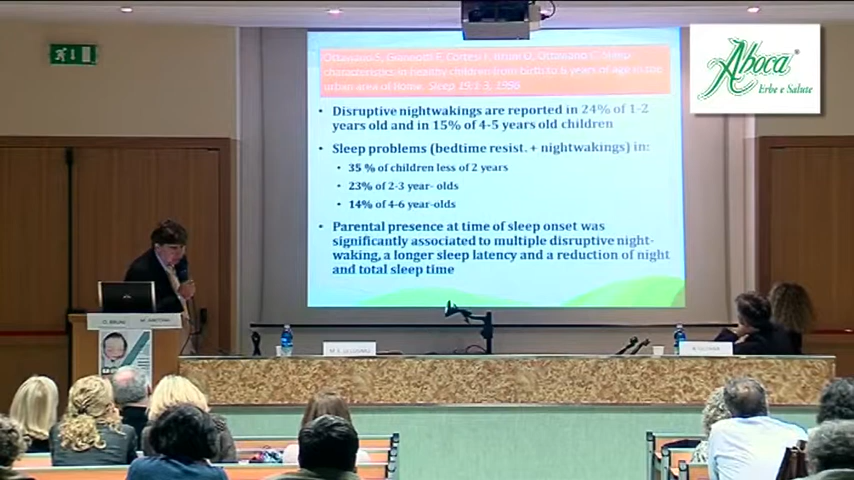 Ottaviano S, Giannotti F, Cortesi F, Bruni O, Ottaviano C. Sleep
characteristics in healthy children from birth to 6 years of age in the
urban area of Rome. Sleep 19:1-3, 1996
• Disruptive nightwakings are reported in 24% of 1-2
years old and in 15% of 4-5 years old children
• Sleep problems (bedtime resist. + nightwakings) in:
• 35 % of children less of 2 years
• 23% of 2-3 year- olds
• 14% of 4-6 year-olds
• Parental presence at time of sleep onset was
significantly associated to multiple disruptive night-
waking, a longer sleep latency and a reduction of night
and total sleep time
Aboca®
Erbe e Salute
O. BRUNI